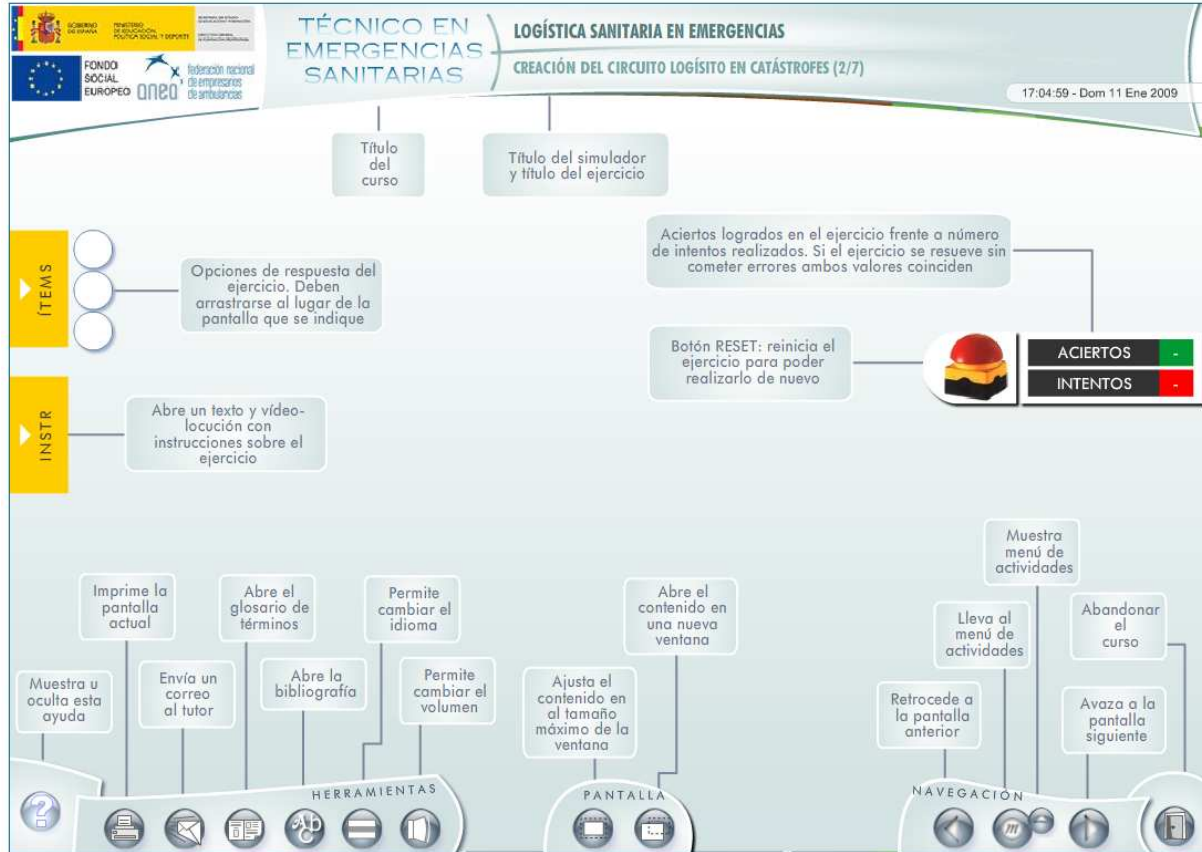 GOBIERNO
DE ESPAÑA
MINISTERIO
DE EDUCACIÓN,
POLÍTICA SOCIAL Y DEPORTE
FONDO
SOCIAL
EUROPEO
anea
federación nacional
de empresarios
de ambulancias
TÉCNICO EN
EMERGENCIAS
SANITARIAS
LOGÍSTICA SANITARIA EN EMERGENCIAS
CREACIÓN DEL CIRCUITO LOGÍSITO EN CATÁSTROFES (2/7)
17:04:59 - Dom 11 Ene 2009
Título
del
curso
Título del simulador
y título del ejercicio
ÍTEMS
Opciones de respuesta del
ejercicio. Deben
arrastrarse al lugar de la
pantalla que se indique
Aciertos logrados en el ejercicio frente a número
de intentos realizados. Si el ejercicio se resueve sin
cometer errores ambos valores coinciden
Botón RESET: reinicia el
ejercicio para poder
realizarlo de nuevo
ACIERTOS -
INTENTOS -
INSTR
Abre un texto y vídeo-
locución con
instrucciones sobre el
ejercicio
Muestra u
oculta esta
ayuda
Imprime la
pantalla
actual
Envía un
correo
al tutor
Abre el
glosario de
términos
Abre la
bibliografía
Permite
cambiar el
idioma
Permite
cambiar el
volumen
Ajusta el
contenido en
al tamaño
máximo de la
ventana
Abre el
contenido en
una nueva
ventana
Retrocede a
la pantalla
anterior
Lleva al
menú de
actividades
Muestra
menú de
actividades
Avaza a la
pantalla
siguiente
Abandonar
el
curso
?
HERRAMIENTAS
Abc
PANTALLA
NAVEGACIÓN
m